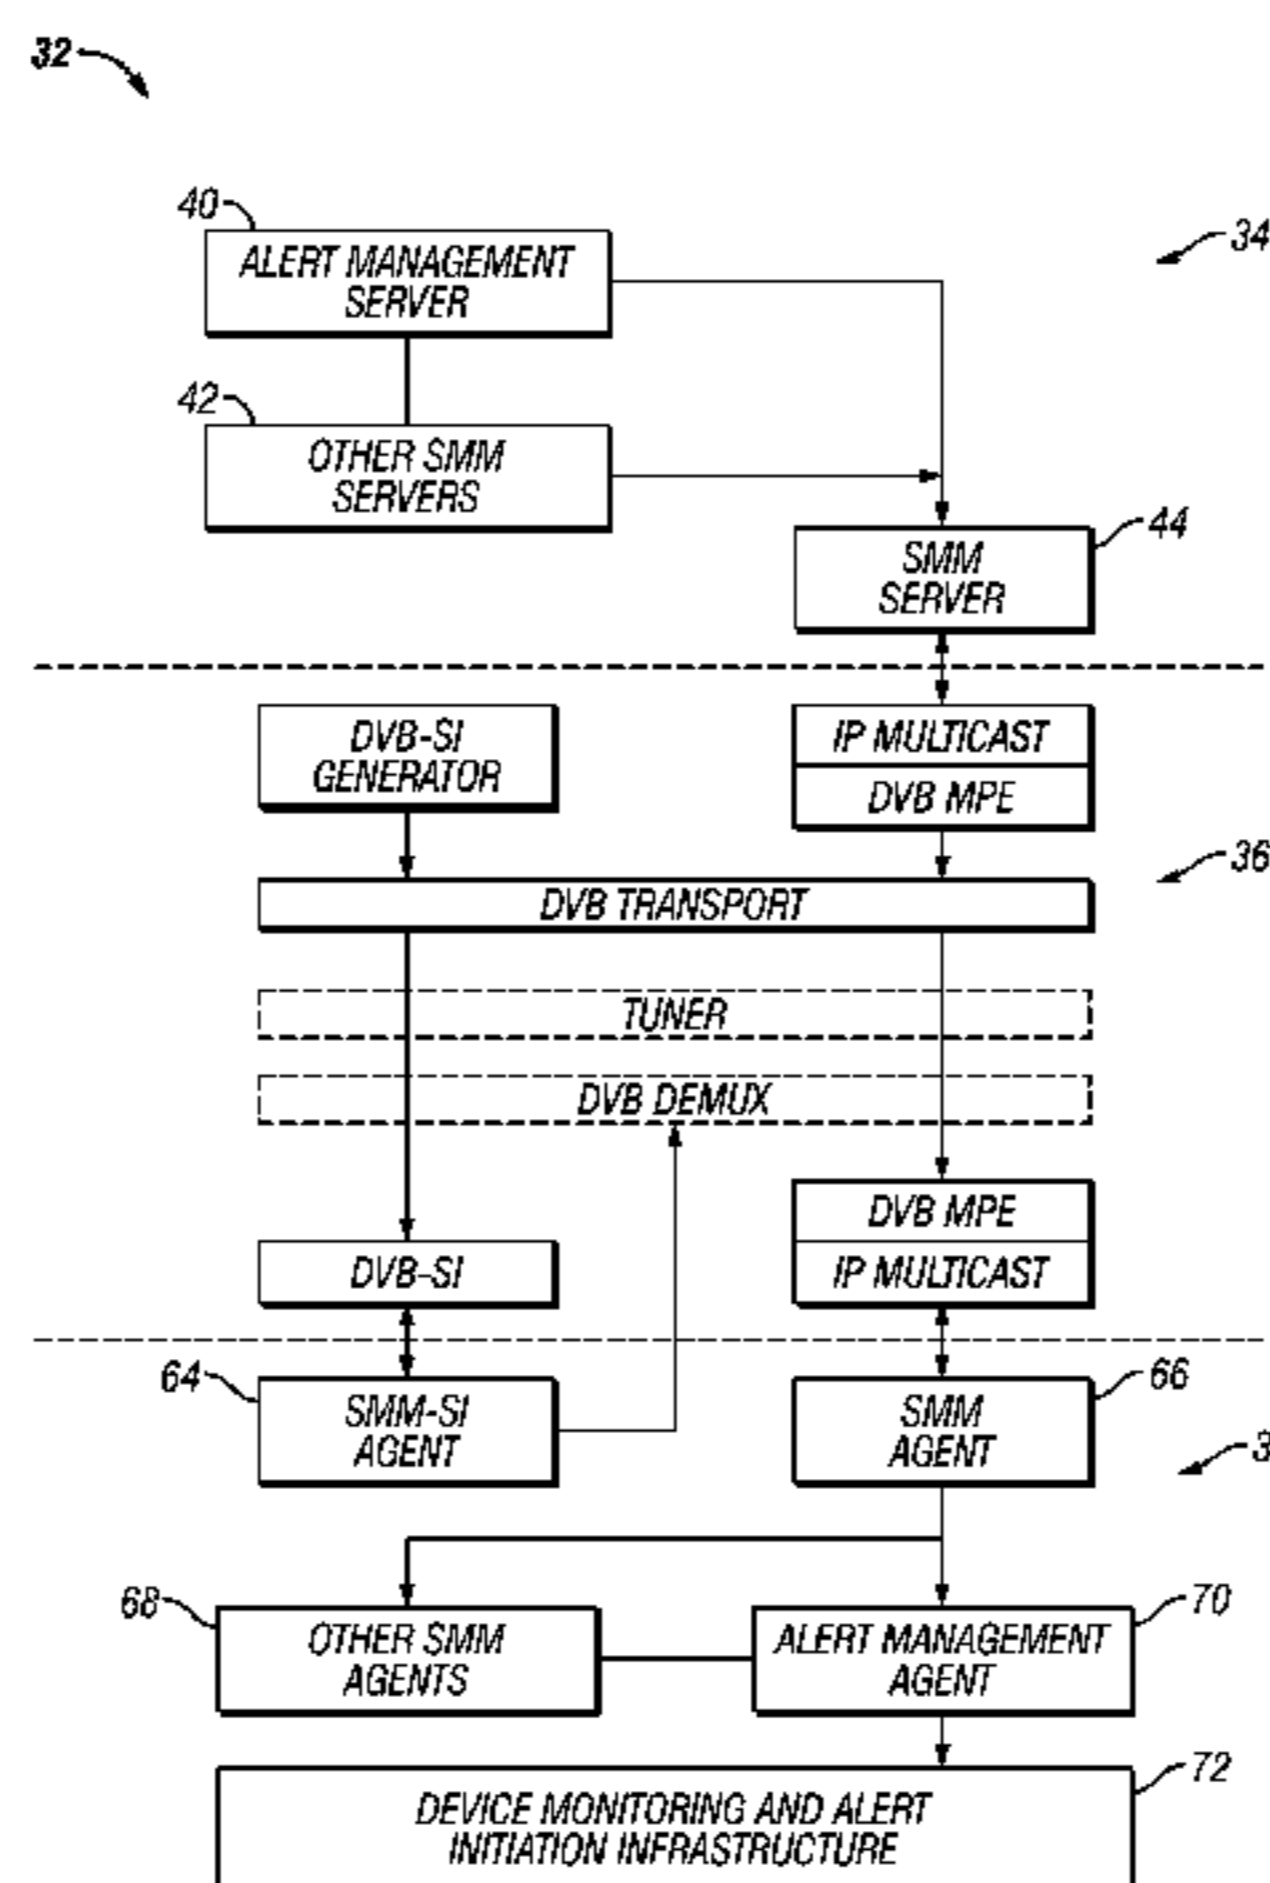 32
40
ALERT MANAGEMENT
SERVER
34
42
OTHER SMM
SERVERS
44
SMM
SERVER
DVB-SI
GENERATOR
IP MULTICAST
DVB MPE
36
DVB TRANSPORT
TUNER
DVB DEMUX
DVB MPE
IP MULTICAST
DVB-SI
64
SMM-SI
AGENT
66
SMM
AGENT
3
68
OTHER SMM
AGENTS
70
ALERT MANAGEMENT
AGENT
72
DEVICE MONITORING AND ALERT
INITIATION INFRASTRUCTURE